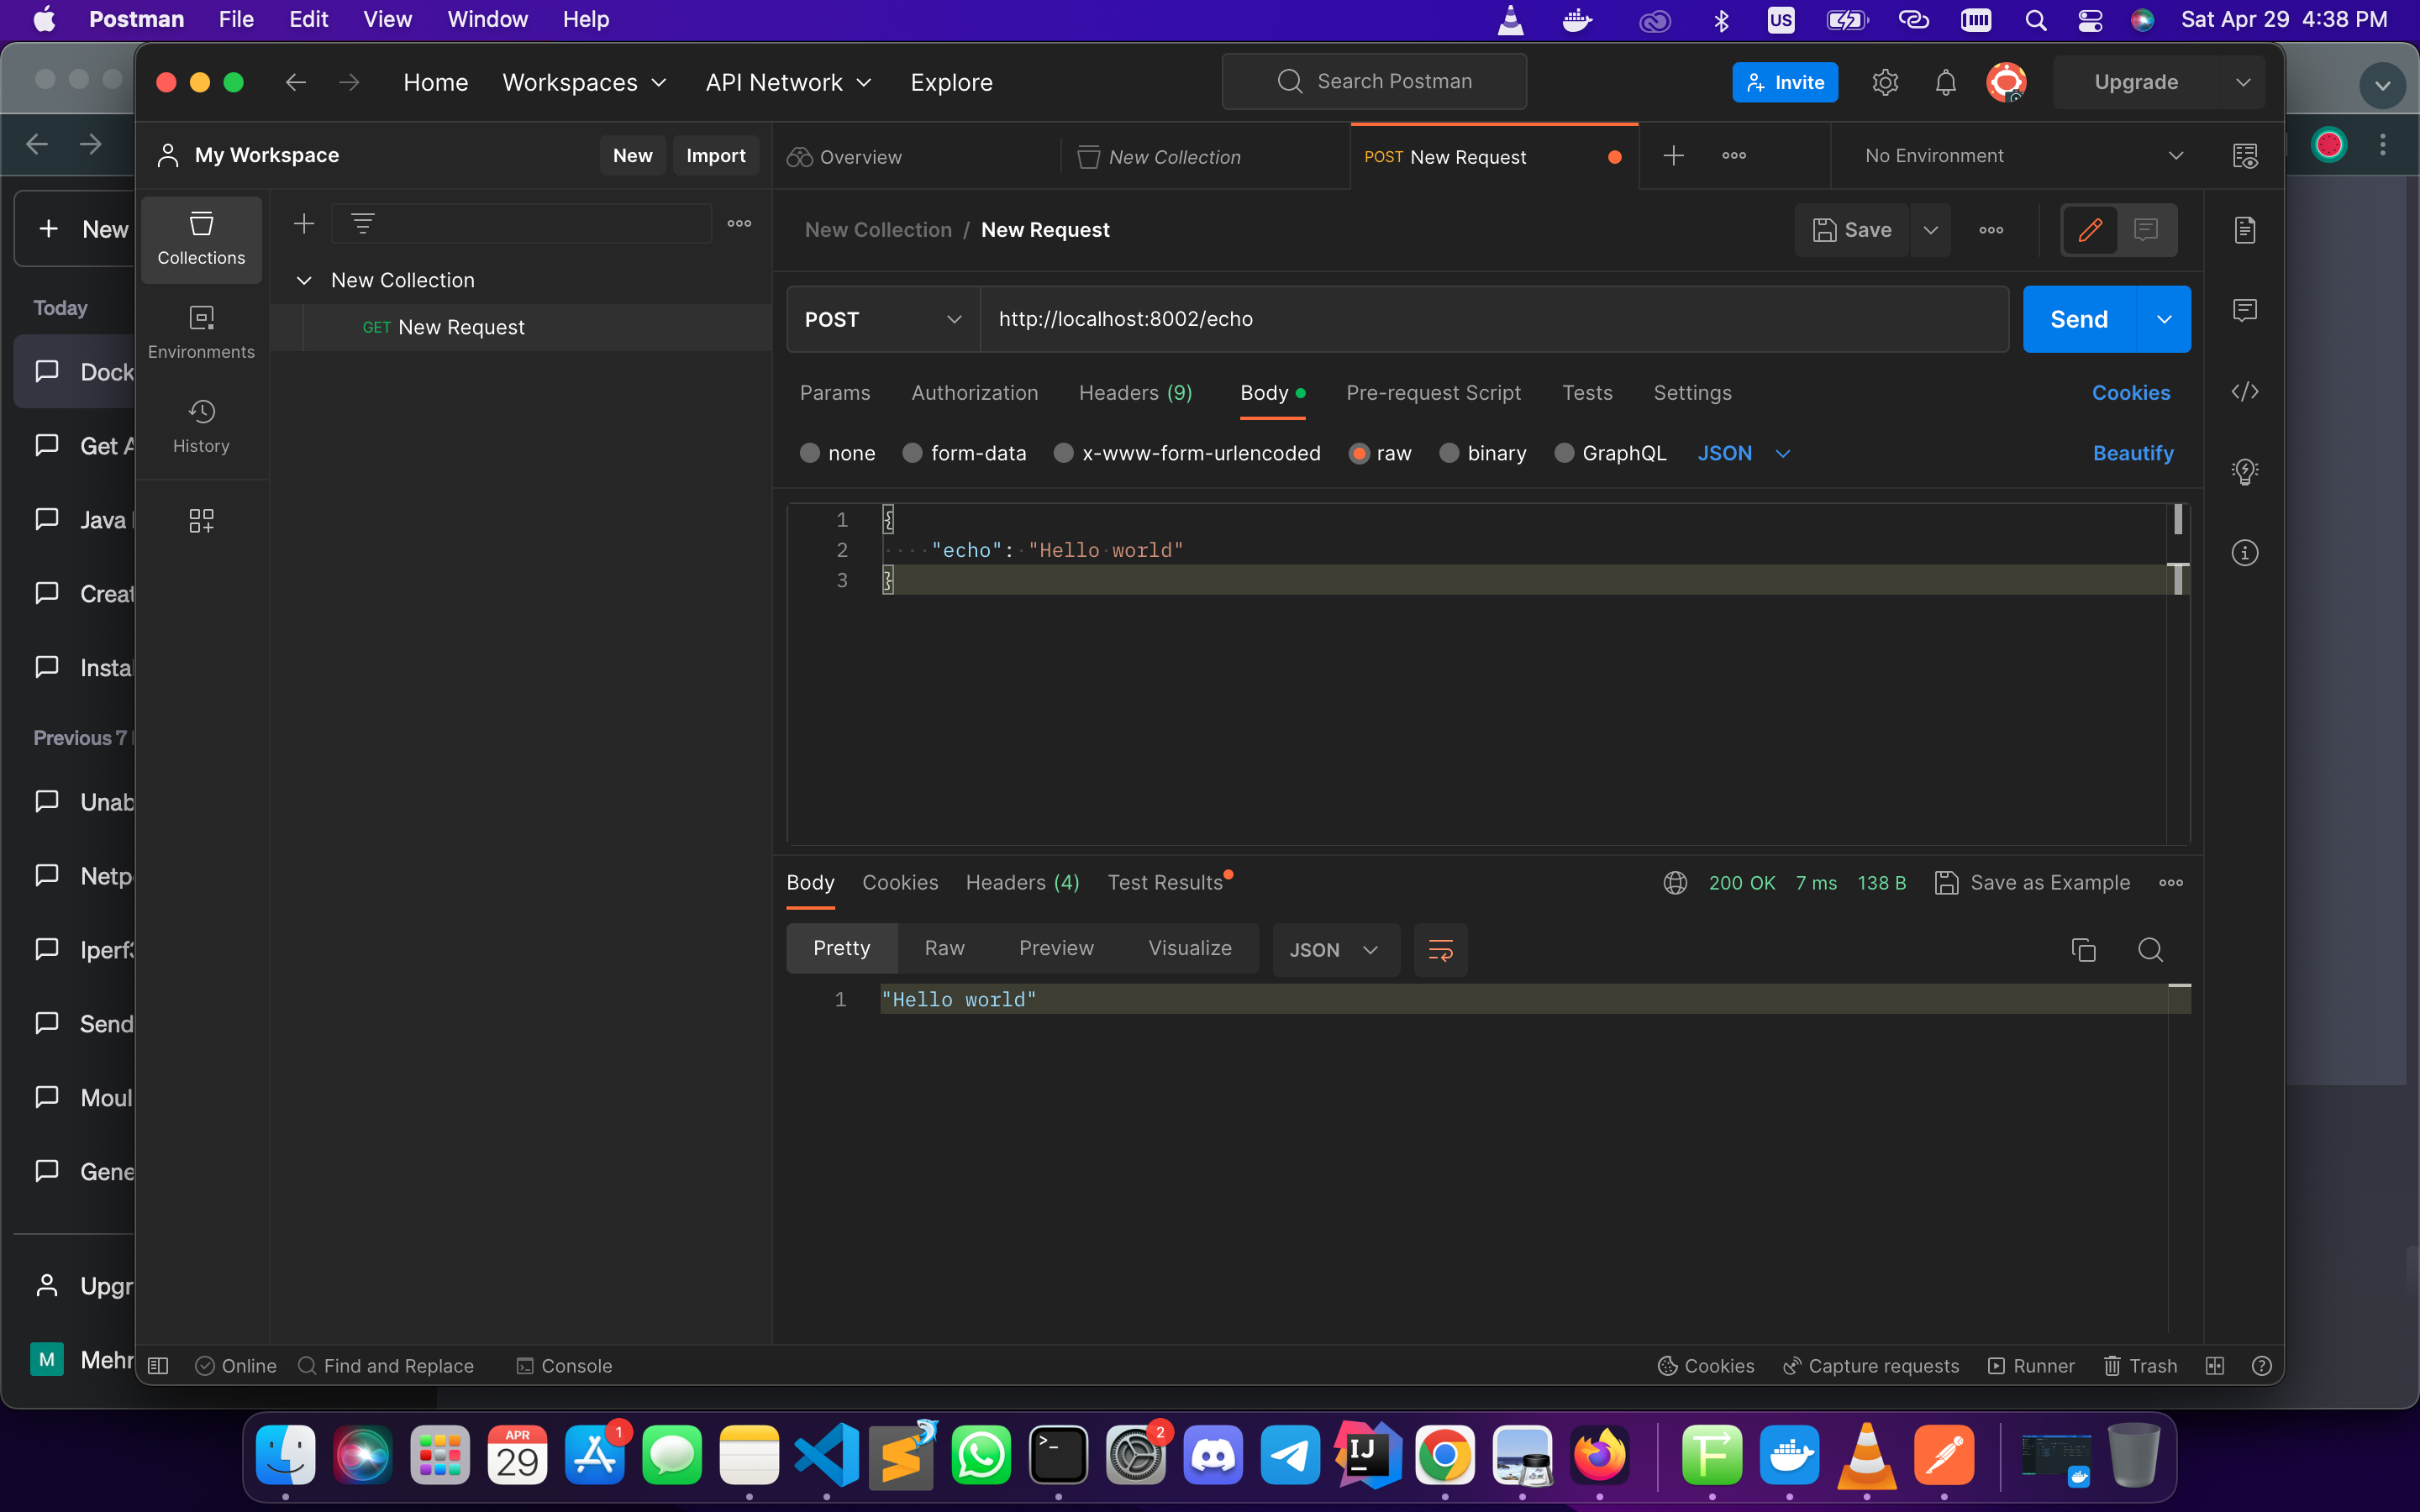 Postman File Edit View Window Help US Sat Apr 29 4:38 PM
Home Workspaces API Network Explore Search Postman Invite Upgrade
My Workspace New Import Overview New Collection POST New Request No Environment
New
Collections
New Collection / New Request Save
New Collection
Today
GET New Request
POST http://localhost:8002/echo Send
Environments
Dock
Params Authorization Headers (9) Body Pre-request Script Tests Settings Cookies
History
Get A
none form-data x-www-form-urlencoded raw binary GraphQL JSON Beautify
Java
1 {
2 "echo": "Hello world"
3 }
Creat
Instal
Previous 7
Unab
Netp
Iperf3
Send
Moul
Gene
Upgr
M Mehr
Body Cookies Headers (4) Test Results 200 OK 7 ms 138 B Save as Example
Pretty Raw Preview Visualize JSON
1 "Hello world"
Online Find and Replace Console Cookies Capture requests Runner Trash
APR
29
1
2
>_
IJ